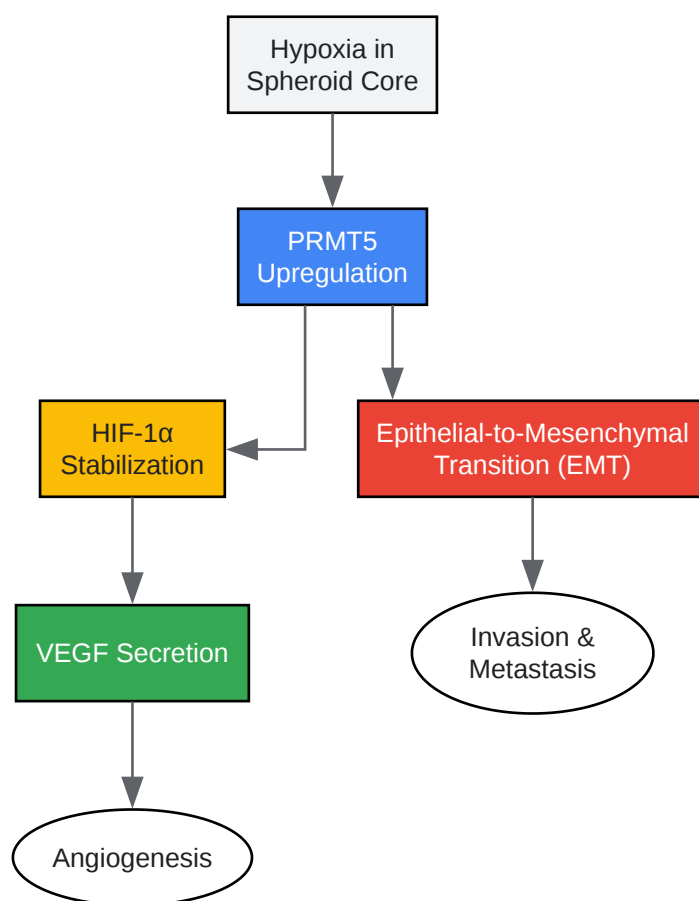 Hypoxia in
Spheroid Core
PRMT5
Upregulation
HIF-1α
Stabilization
Epithelial-to-Mesenchymal
Transition (EMT)
VEGF Secretion
Invasion &
Metastasis
Angiogenesis